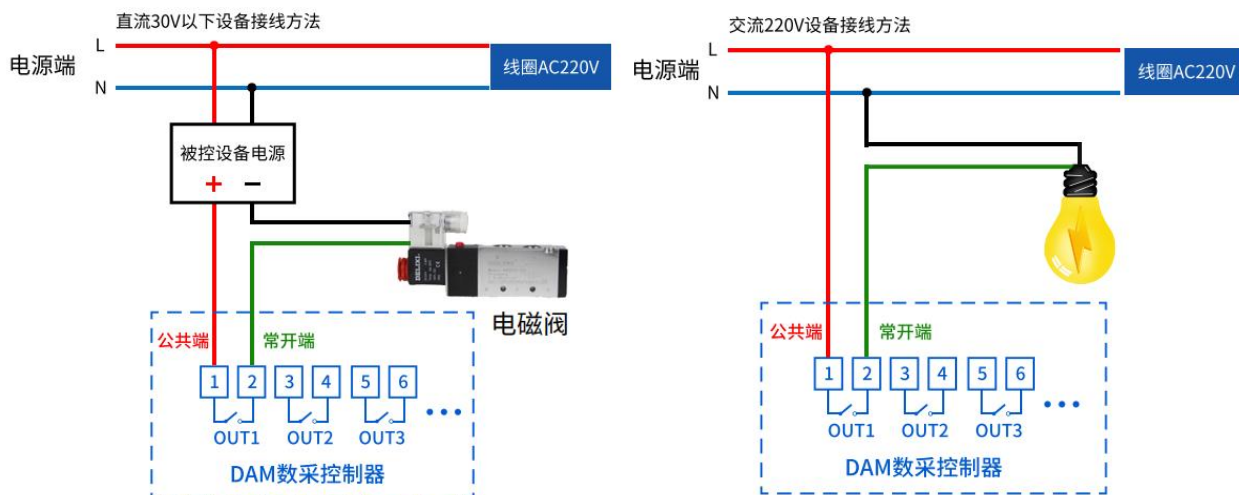 直流30V以下设备接线方法
L
电源端
线圈AC220V
N
被控设备电源
+ −
DELIXI
电磁阀
公共端 常开端
1 2 3 4 5 6
OUT1 OUT2 OUT3 •••
DAM数采控制器
交流220V设备接线方法
L
电源端
线圈AC220V
N
公共端 常开端
1 2 3 4 5 6
OUT1 OUT2 OUT3 •••
DAM数采控制器